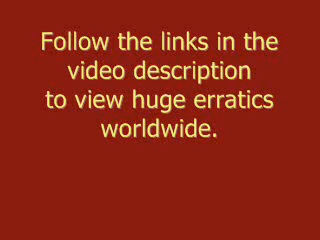 Follow the links in the
video description
to view huge erratics
worldwide.